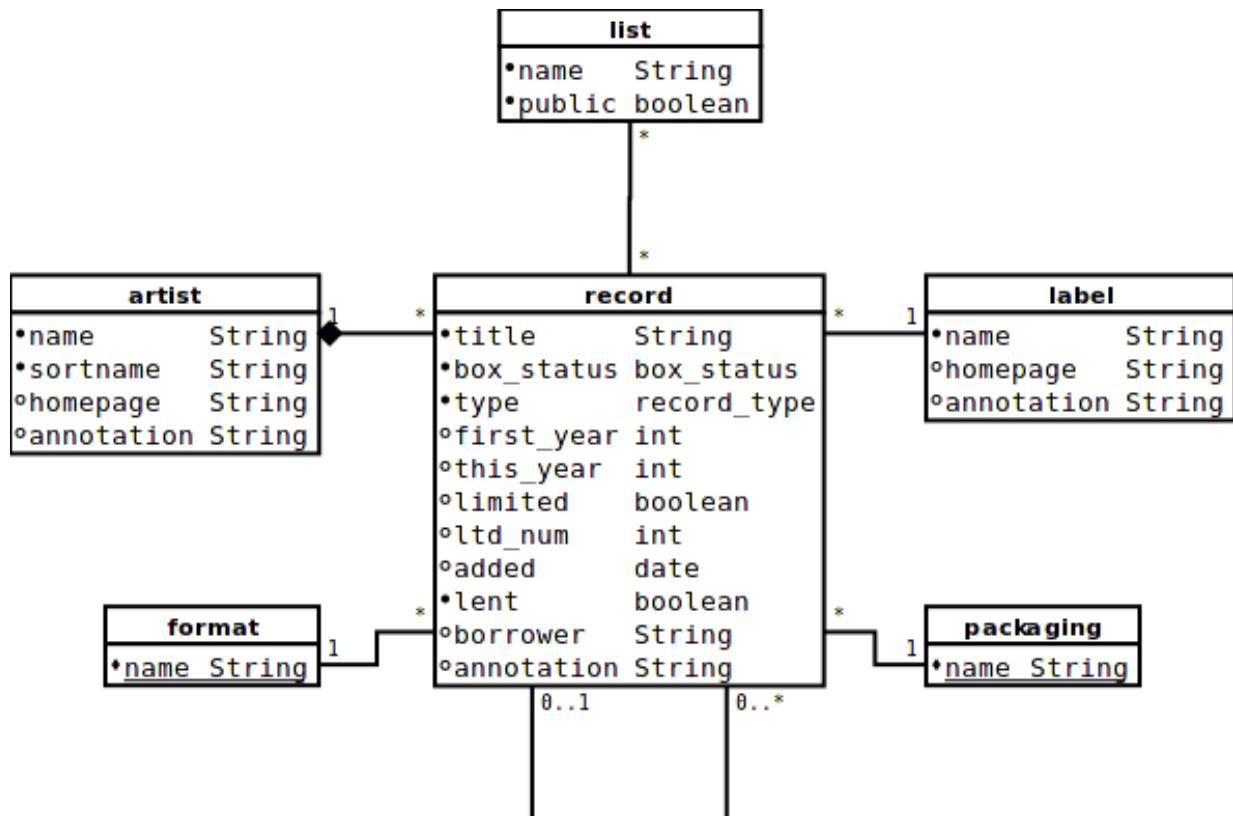 list
•name String
•public boolean
*
*
artist
•name String
•sortname String
∘homepage String
∘annotation String
1
*
record
•title String
•box_status box_status
•type record_type
∘first_year int
∘this_year int
∘limited boolean
∘ltd_num int
∘added date
•lent boolean
∘borrower String
∘annotation String
*
1
label
•name String
∘homepage String
∘annotation String
format
•name String
1
*
*
1
packaging
•name String
0..1
0..*